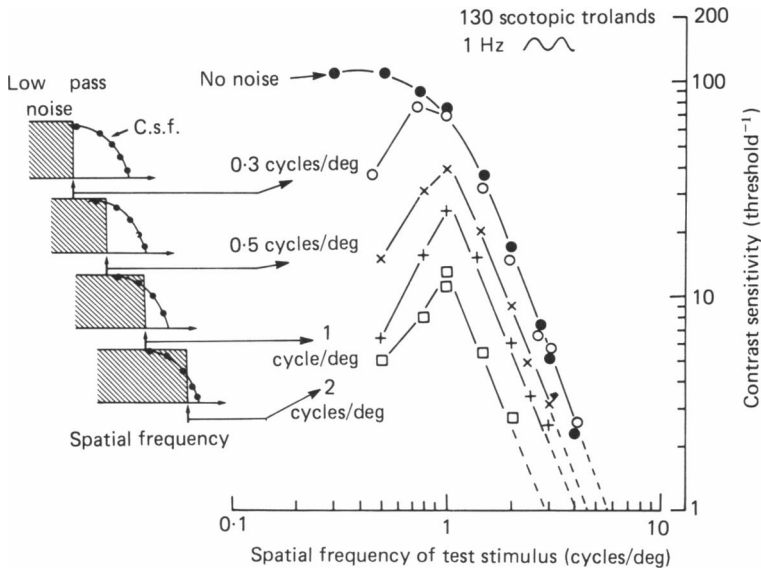 130 scotopic trolands
1 Hz
200
100
10
1
Contrast sensitivity (threshold⁻¹)
No noise
Low pass
noise
C.s.f.
0·3 cycles/deg
0·5 cycles/deg
1
cycle/deg
2
cycles/deg
Spatial frequency
0·1
1
10
Spatial frequency of test stimulus (cycles/deg)